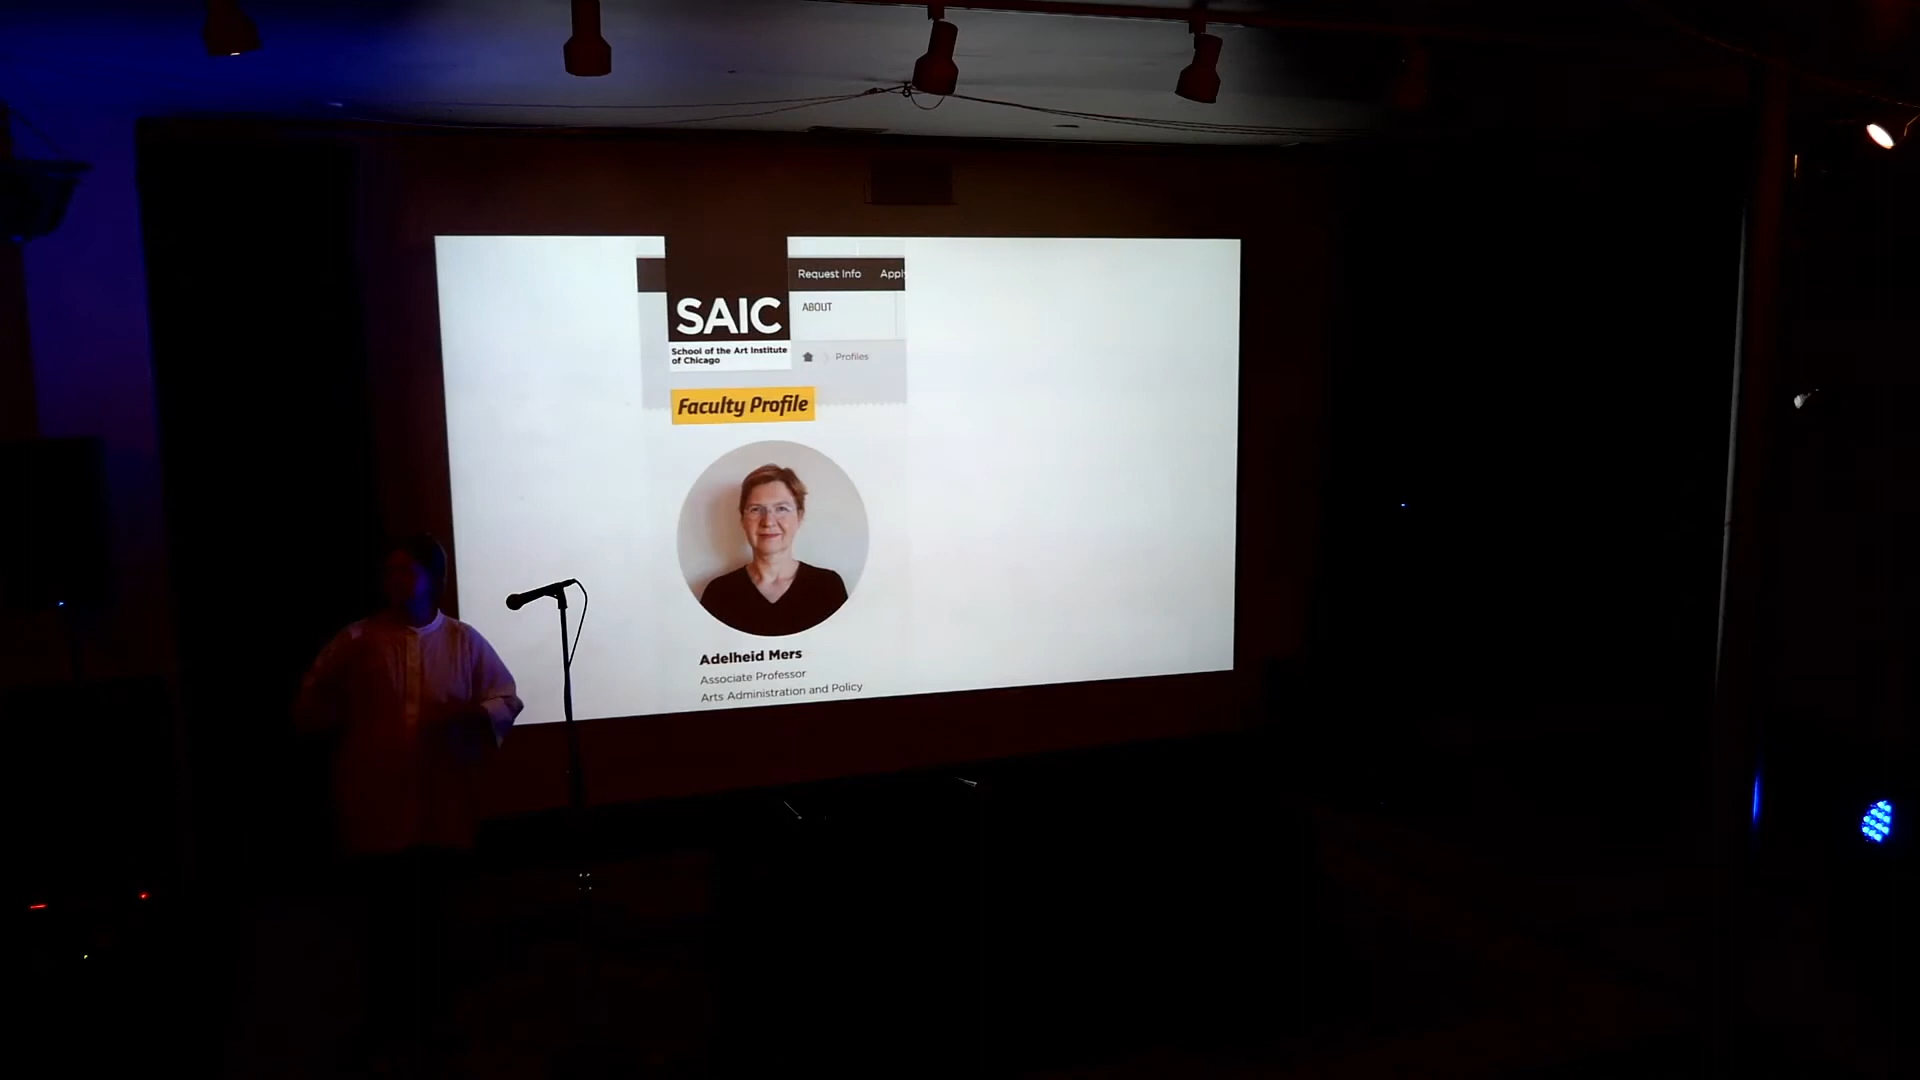 Request Info
ABOUT
SAIC
School of the Art Institute
of Chicago
Profiles
Faculty Profile
Adelheid Mers
Associate Professor
Arts Administration and Policy